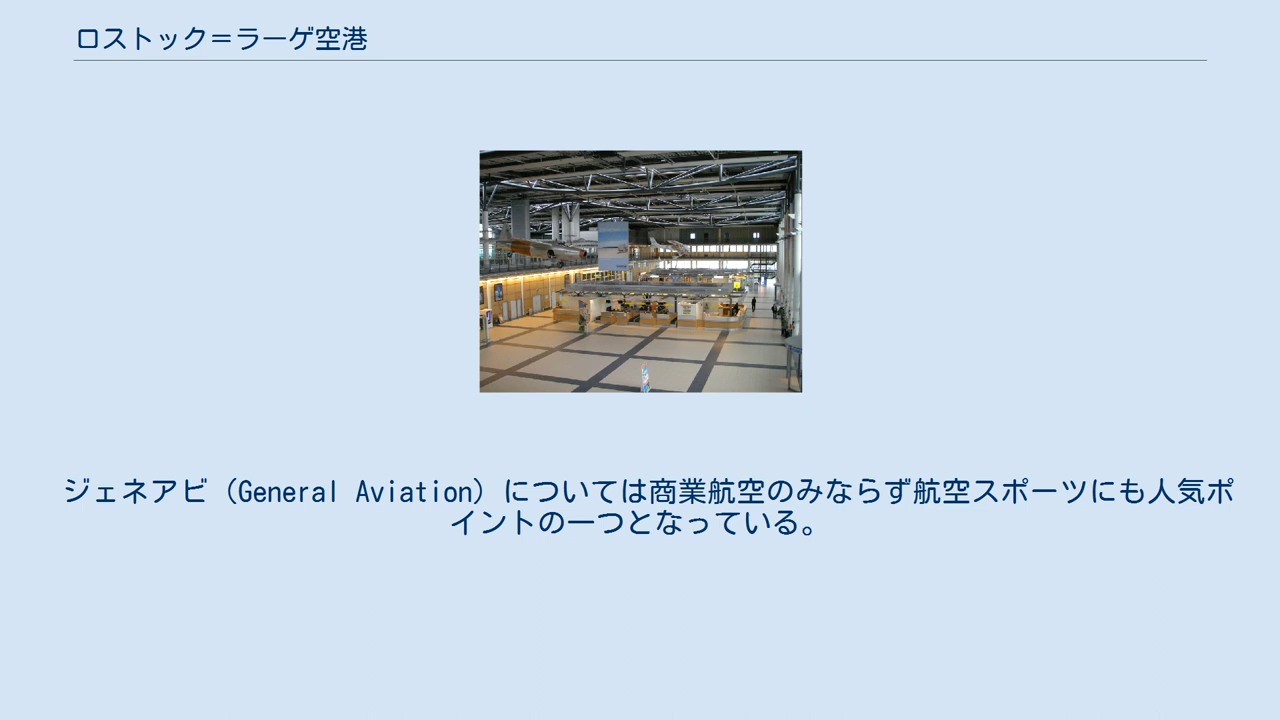 ロストック＝ラーゲ空港
ジェネアビ（General Aviation）については商業航空のみならず航空スポーツにも人気ポ
イントの一つとなっている。